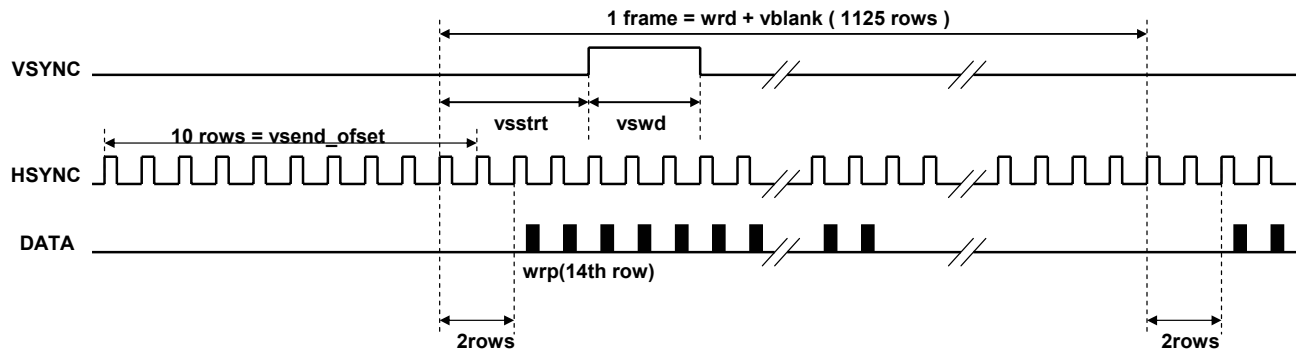 1 frame = wrd + vblank ( 1125 rows )
VSYNC
vsstrt
vswd
10 rows = vsend_ofset
HSYNC
DATA
wrp(14th row)
2rows
2rows